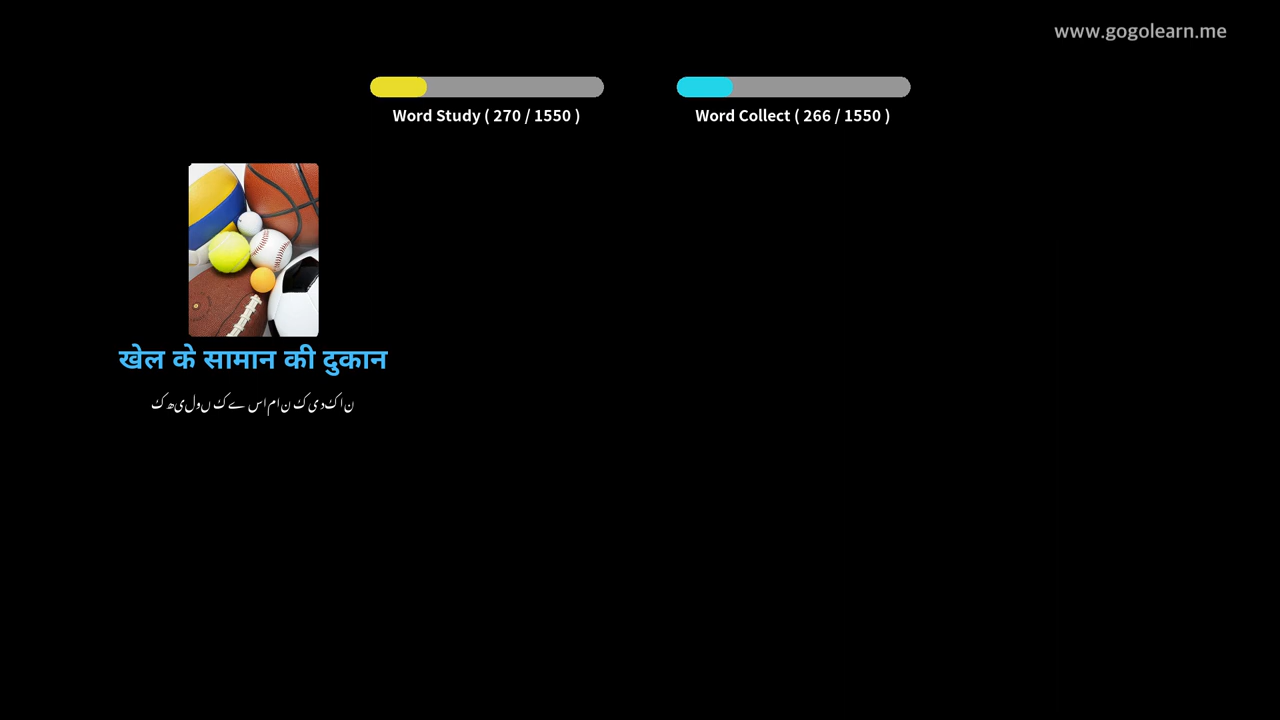 www.gogolearn.me
Word Study ( 270 / 1550 )
Word Collect ( 266 / 1550 )
खेल के सामान की दुकान
کھیلوں کے سامان کی دکان